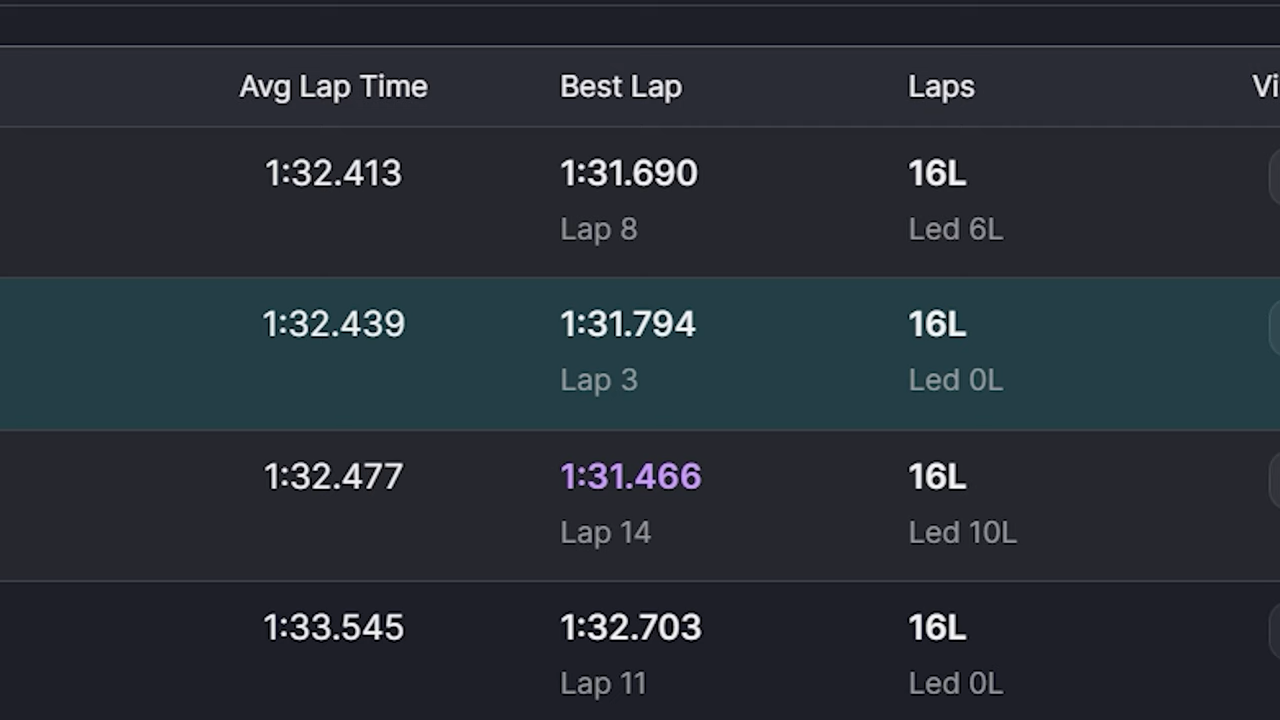 Avg Lap Time Best Lap Laps Vi
1:32.413 1:31.690 16L
Lap 8 Led 6L
1:32.439 1:31.794 16L
Lap 3 Led 0L
1:32.477 1:31.466 16L
Lap 14 Led 10L
1:33.545 1:32.703 16L
Lap 11 Led 0L